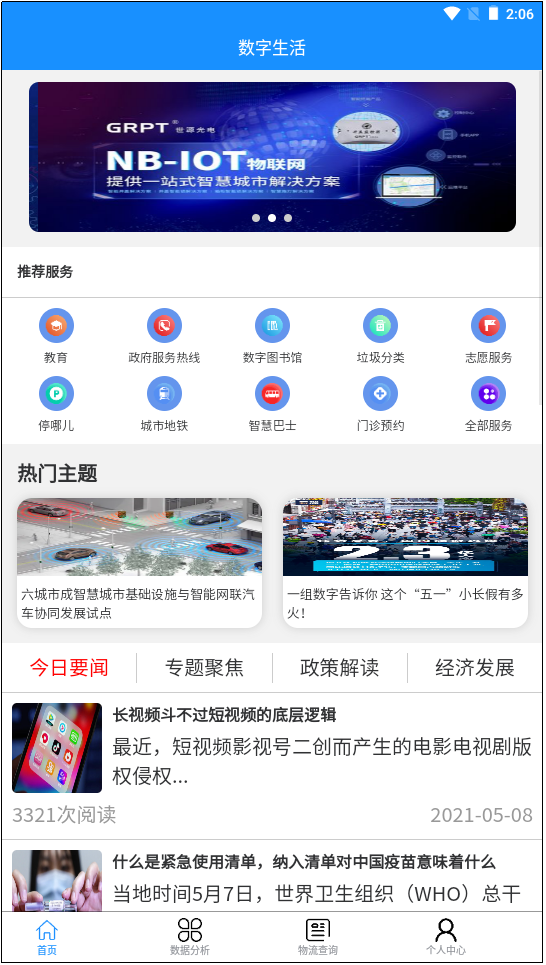 2:06
数字生活
GRPT® 世源光电
NB-IOT物联网
提供一站式智慧城市解决方案
推荐服务
教育 政府服务热线 数字图书馆 垃圾分类 志愿服务
停哪儿 城市地铁 智慧巴士 门诊预约 全部服务
热门主题
六城市成智慧城市基础设施与智能网联汽
车协同发展试点
2.3亿
一组数字告诉你 这个“五一”小长假有多
火!
今日要闻 专题聚焦 政策解读 经济发展
长视频斗不过短视频的底层逻辑
最近，短视频影视号二创而产生的电影电视剧版
权侵权...
3321次阅读 2021-05-08
什么是紧急使用清单，纳入清单对中国疫苗意味着什么
当地时间5月7日，世界卫生组织（WHO）总干
首页 数据分析 物流查询 个人中心